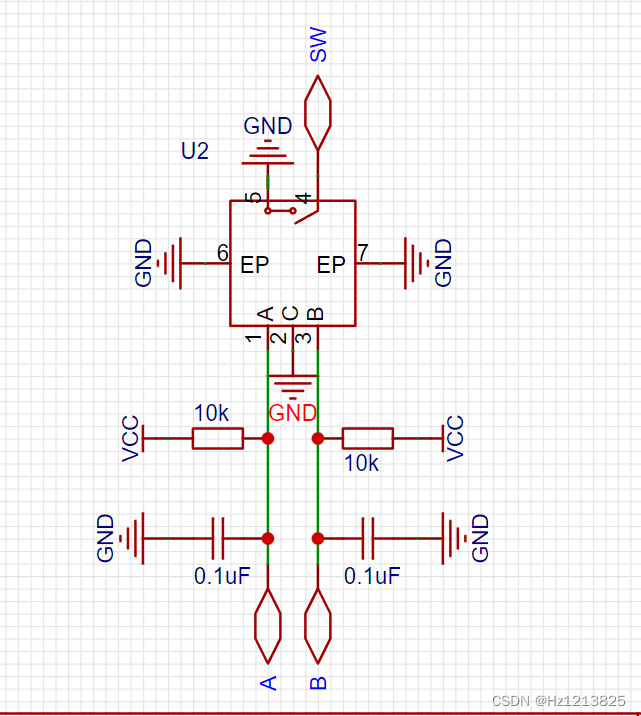 SW
GND
U2
5
4
GND
6
EP
EP
7
GND
A
C
B
1
2
3
GND
10k
VCC
10k
VCC
GND
0.1uF
0.1uF
GND
A
B
CSDN @Hz1213825